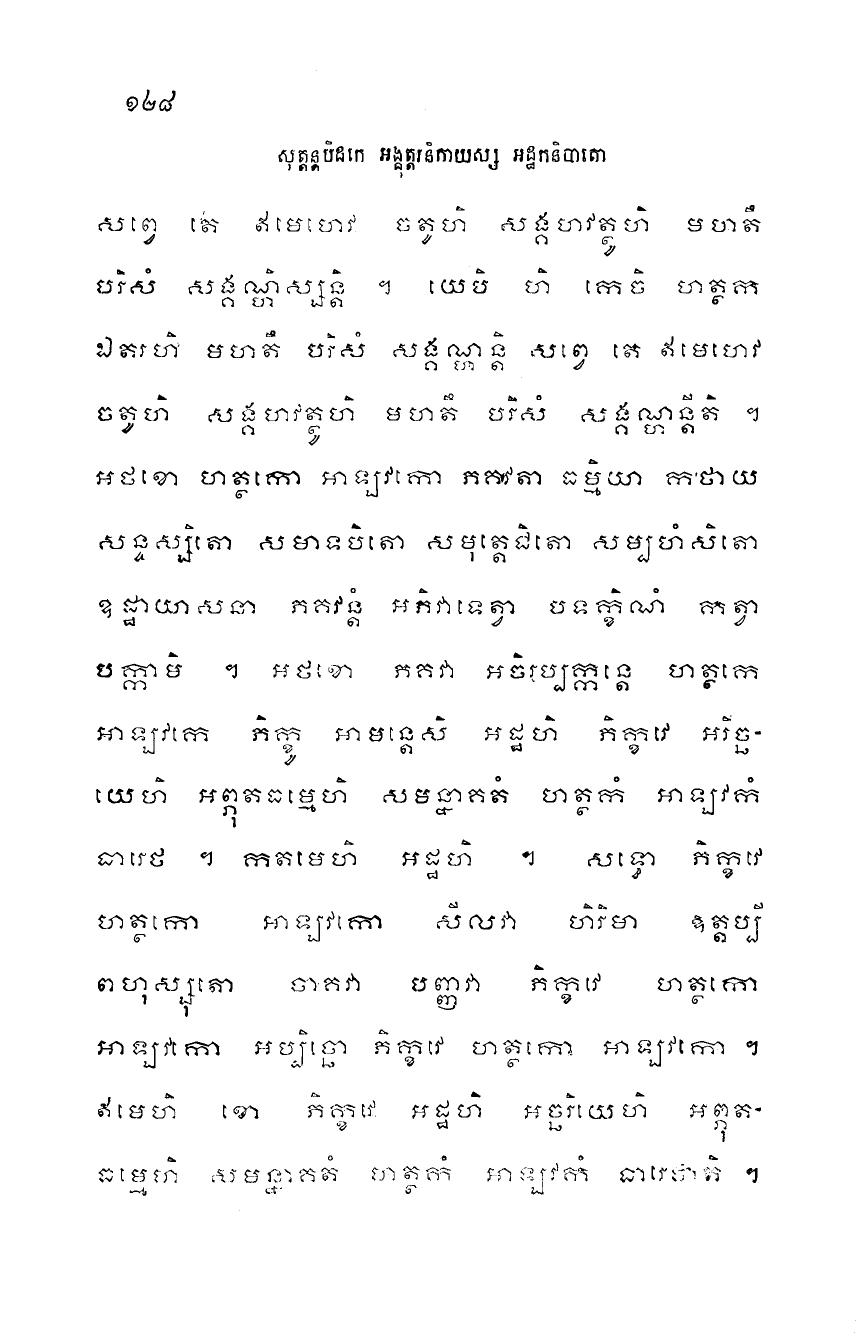 ១២៨
សុត្តន្តបិដកេ អង្គុត្តរនិកាយស្ស អដ្ឋកនិបាតោ
សព្វេ តេ ឥមេហេវ ចតូហិ សង្គហវត្ថូហិ មហតឹ
បរិសំ សង្គណ្ហិស្សន្តិ ។ យេបិ ហិ កេចិ ហត្ថក
ឯតរហិ មហតឹ បរិសំ សង្គណ្ហន្តិ សព្វេ តេ ឥមេហេវ
ចតូហិ សង្គហវត្ថូហិ មហតឹ បរិសំ សង្គណ្ហន្តីតិ ។
អថខោ ហត្ថកោ អាឡ្បវកោ ភគវតា ធម្មិយា កថាយ
សន្ទស្សិតោ សមាទបិតោ សមុត្តេជិតោ សម្បហំសិតោ
ឧដ្ឋាយាសនា ភគវន្តំ អភិវាទេត្វា បទក្ខិណំ កត្វា
បក្កាមិ ។ អថខោ ភគវា អចិរប្បក្កន្តេ ហត្ថកេ
អាឡ្បវកេ ភិក្ខូ អាមន្តេសិ អដ្ឋហិ ភិក្ខវេ អរិច្ឆ-
យេហិ អព្ភុតធម្មេហិ សមន្នាគតំ ហត្ថកំ អាឡ្បវកំ
ធារេថ ។ កតមេហិ អដ្ឋហិ ។ សទ្ធោ ភិក្ខវេ
ហត្ថកោ អាឡ្បវកោ សីលវា ហិរិមា ឧត្តប្បី
ពហុស្សុតោ ចាគវា បញ្ញវា ភិក្ខវេ ហត្ថកោ
អាឡ្បវកោ អប្បិច្ឆោ ភិក្ខវេ ហត្ថកោ អាឡ្បវកោ ។
ឥមេហិ ខោ ភិក្ខវេ អដ្ឋហិ អច្ឆរិយេហិ អព្ភុត-
ធម្មេហិ សមន្នាគតំ ហត្ថកំ អាឡ្បវកំ ធារេថាតិ ។